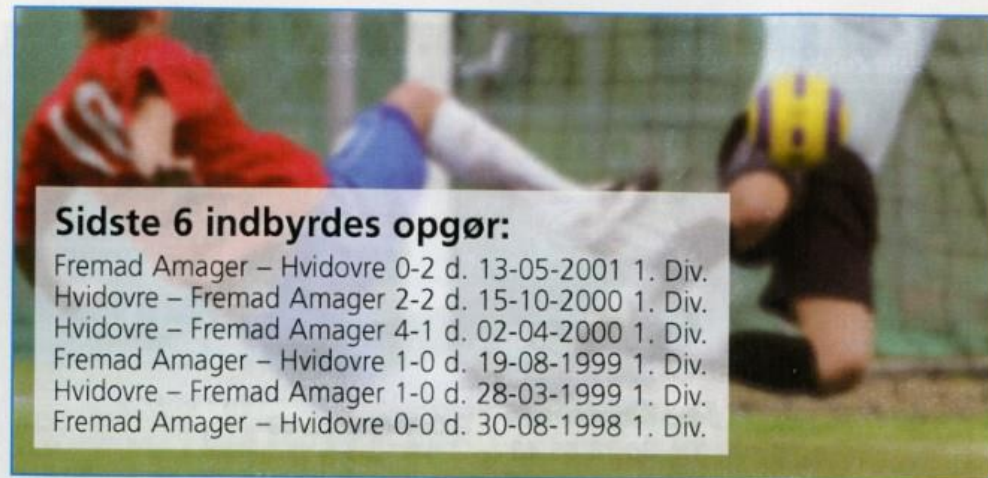 Sidste 6 indbyrdes opgør:
Fremad Amager – Hvidovre 0-2 d. 13-05-2001 1. Div.
Hvidovre – Fremad Amager 2-2 d. 15-10-2000 1. Div.
Hvidovre – Fremad Amager 4-1 d. 02-04-2000 1. Div.
Fremad Amager – Hvidovre 1-0 d. 19-08-1999 1. Div.
Hvidovre – Fremad Amager 1-0 d. 28-03-1999 1. Div.
Fremad Amager – Hvidovre 0-0 d. 30-08-1998 1. Div.